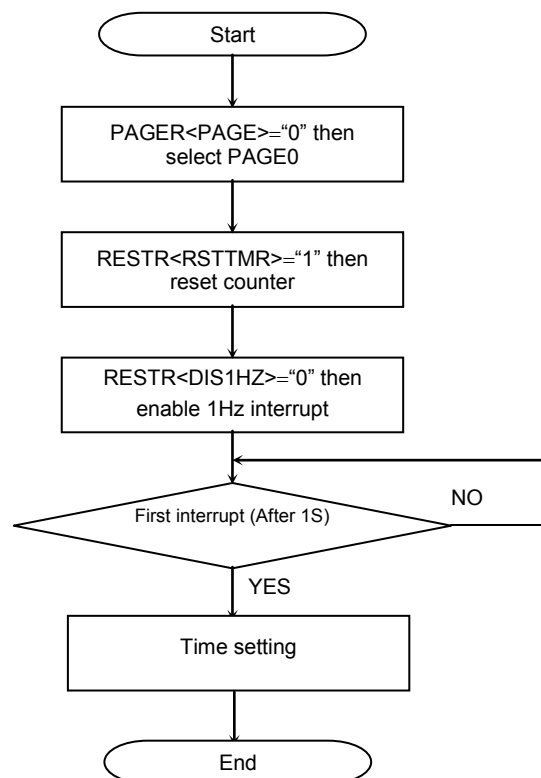 Start
PAGER<PAGE>=“0” then
select PAGE0
RESTR<RSTTMR>=“1” then
reset counter
RESTR<DIS1HZ>=“0” then
enable 1Hz interrupt
First interrupt (After 1S)
NO
YES
Time setting
End